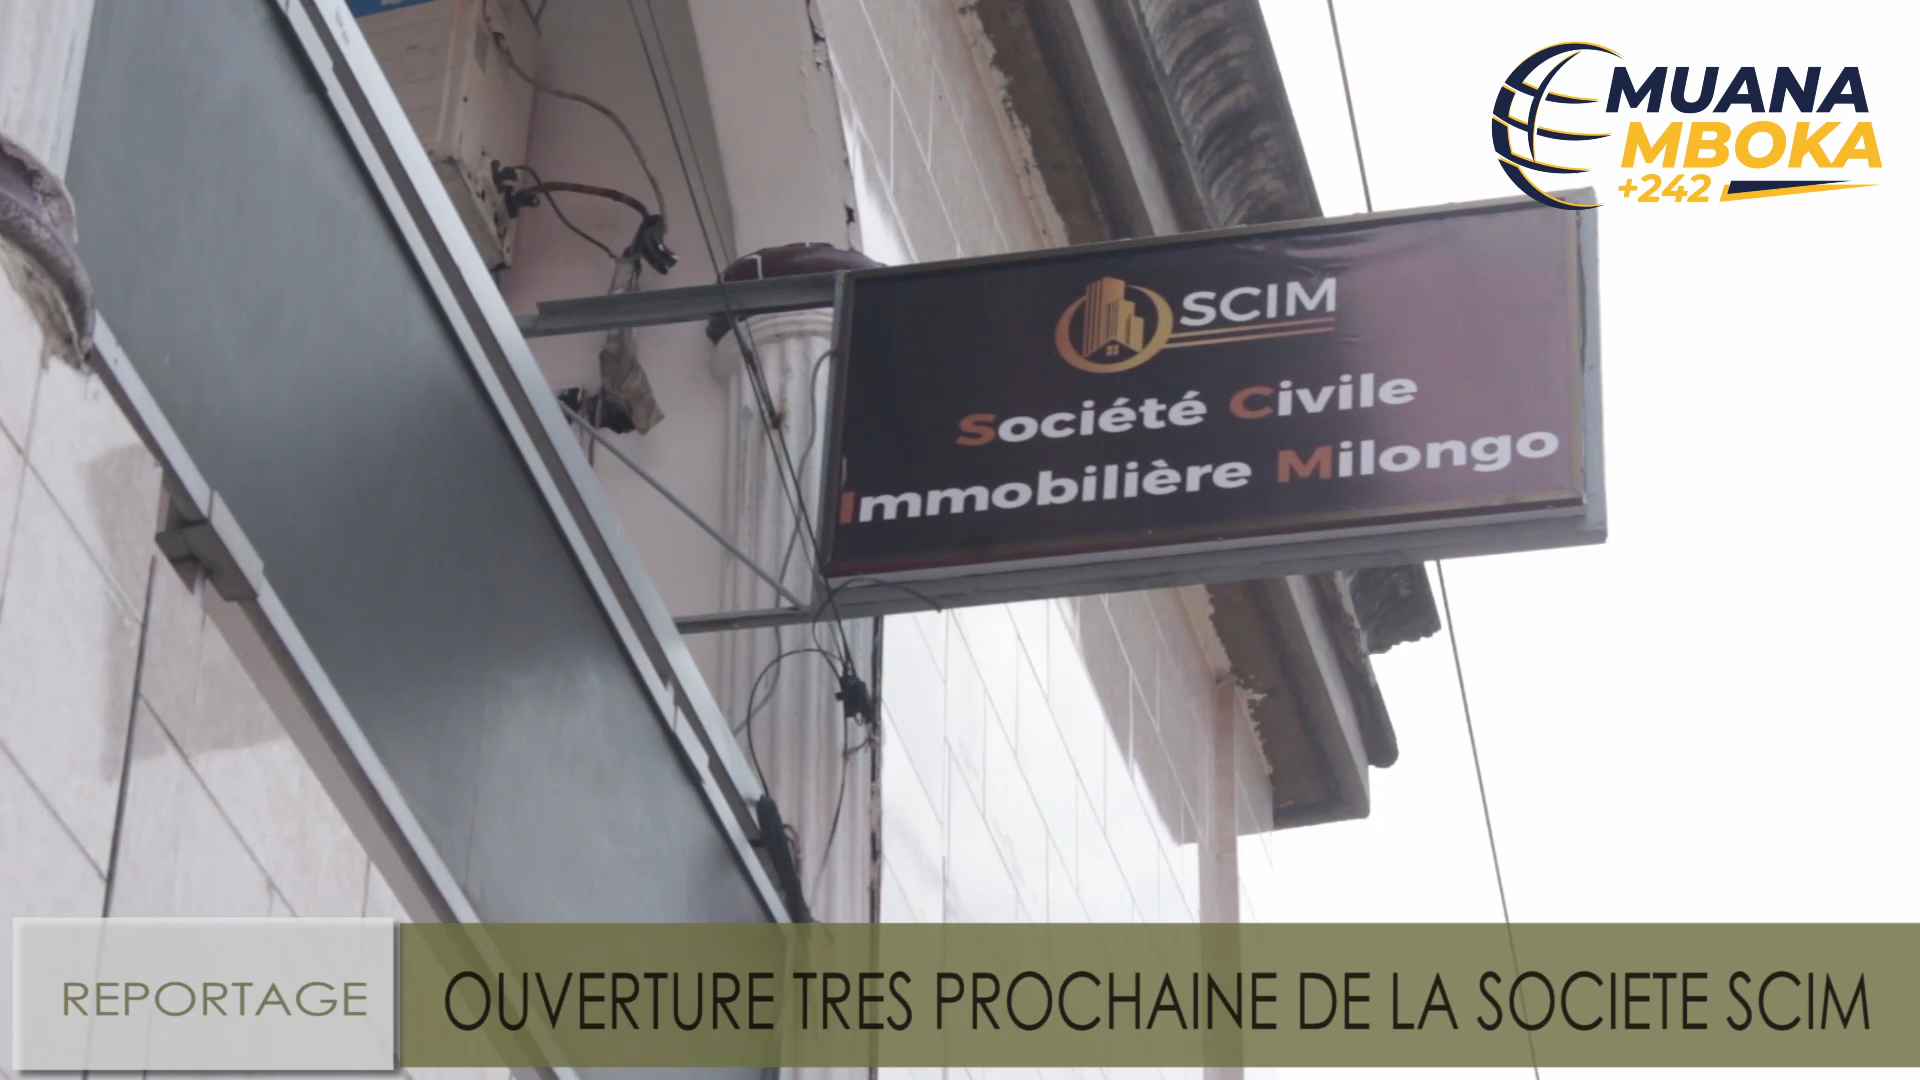 MUANA
MBOKA
+242
SCIM
Société Civile
Immobilière Milongo
REPORTAGE
OUVERTURE TRES PROCHAINE DE LA SOCIETE SCIM